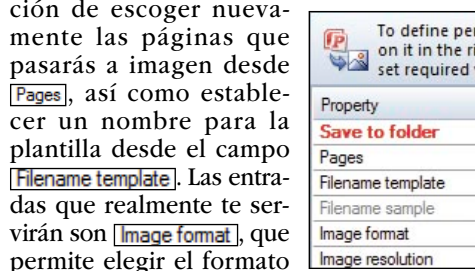 ción de escoger nueva-
mente las páginas que
pasarás a imagen desde
Pages, así como estable-
cer un nombre para la
plantilla desde el campo
Filename template. Las entra-
das que realmente te ser-
virán son Image format, que
permite elegir el formato
To define per
on it in the ri
set required
Property
Save to folder
Pages
Filename template
Filename sample
Image format
Image resolution